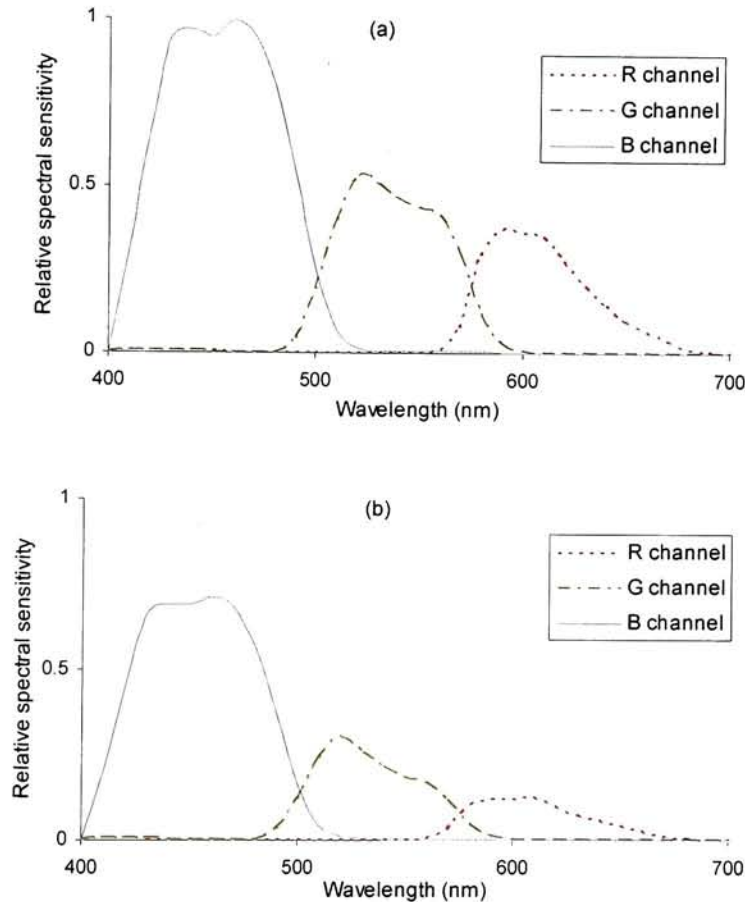 (a)
1
0.5
0
Relative spectral sensitivity
R channel
G channel
B channel
400 500 600 700
Wavelength (nm)
(b)
1
0.5
0
Relative spectral sensitivity
R channel
G channel
B channel
400 500 600 700
Wavelength (nm)